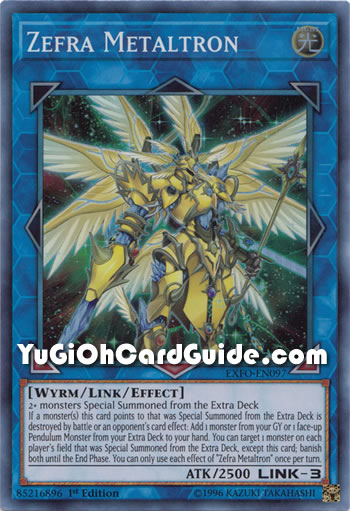 ZEFRA METALTRON
光
YuGiOhCardGuide.com
EXFO-EN097
[WYRM/LINK/EFFECT]
2+ monsters Special Summoned from the Extra Deck
If a monster(s) this card points to that was Special Summoned from the Extra Deck is
destroyed by battle or an opponent's card effect: Add 1 monster from your GY or 1 face-up
Pendulum Monster from your Extra Deck to your hand. You can target 1 monster on
each player's field that was Special Summoned from the Extra Deck, except this card; banish
both until the End Phase. You can only use each effect of "Zefra Metaltron" once per turn.
ATK/2500 LINK-3
85216896 1st Edition ©1996 KAZUKI TAKAHASHI